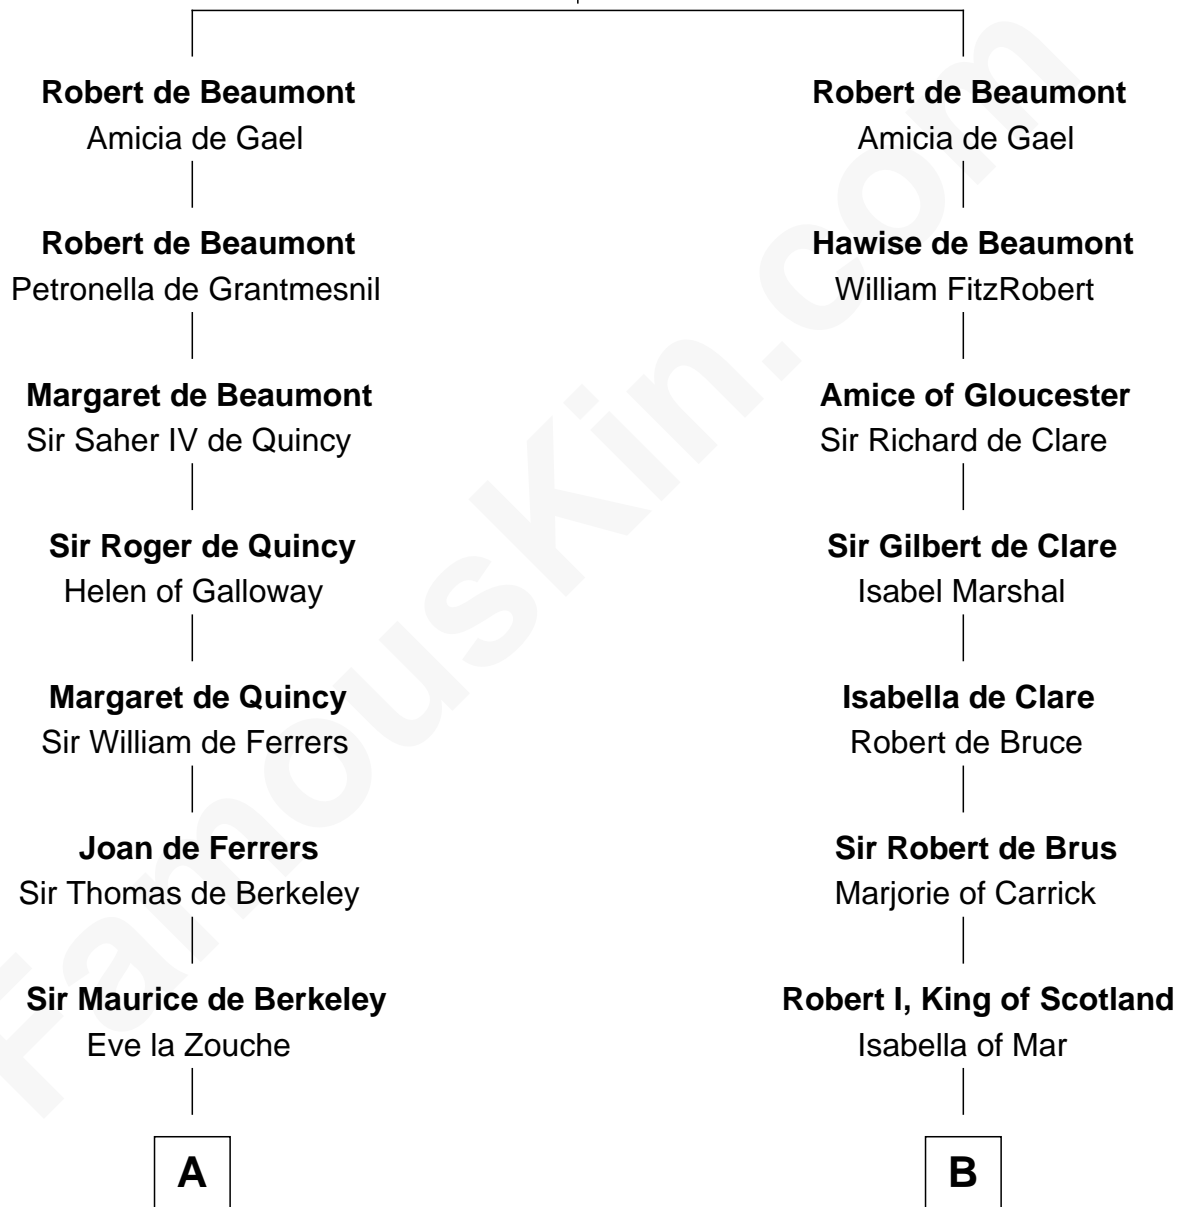 Robert de Beaumont
Amicia de Gael
Robert de Beaumont
Petronella de Grantmesnil
Margaret de Beaumont
Sir Saher IV de Quincy
Sir Roger de Quincy
Helen of Galloway
Margaret de Quincy
Sir William de Ferrers
Joan de Ferrers
Sir Thomas de Berkeley
Sir Maurice de Berkeley
Eve la Zouche
A
Robert de Beaumont
Amicia de Gael
Hawise de Beaumont
William FitzRobert
Amice of Gloucester
Sir Richard de Clare
Sir Gilbert de Clare
Isabel Marshal
Isabella de Clare
Robert de Bruce
Sir Robert de Brus
Marjorie of Carrick
Robert I, King of Scotland
Isabella of Mar
B
FamousKin.com